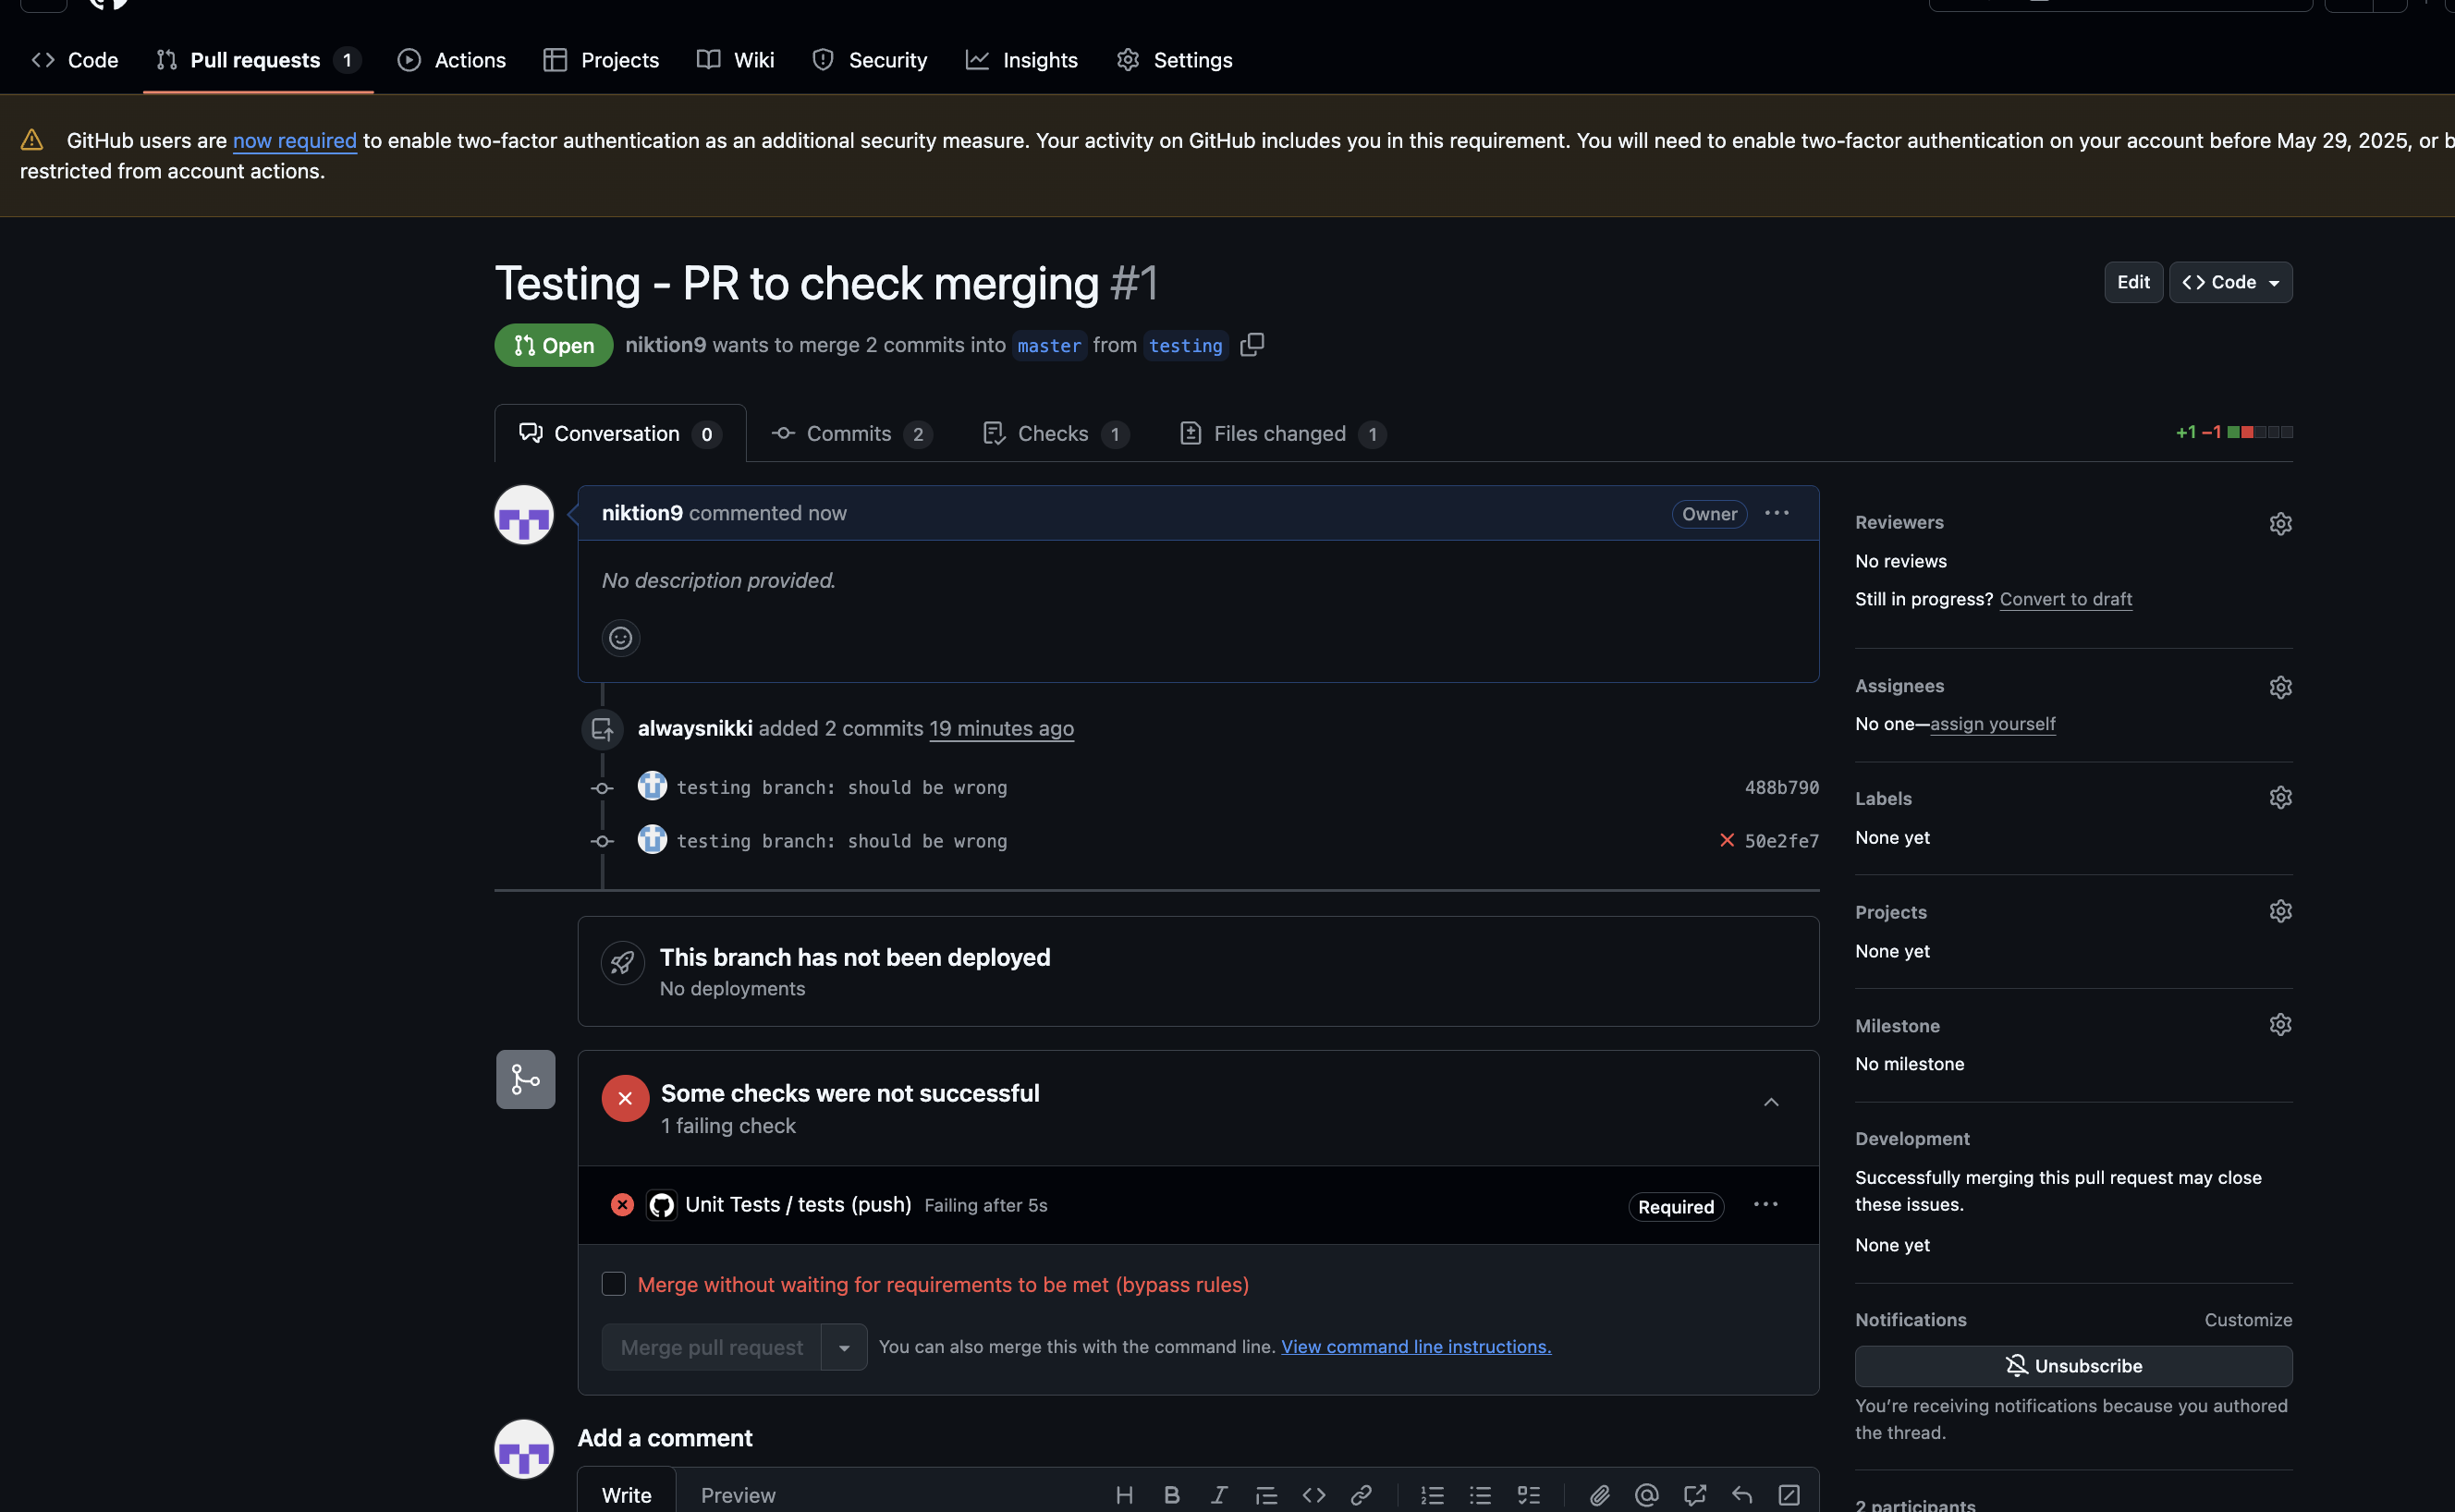 Code Pull requests 1 Actions Projects Wiki Security Insights Settings
GitHub users are now required to enable two-factor authentication as an additional security measure. Your activity on GitHub includes you in this requirement. You will need to enable two-factor authentication on your account before May 29, 2025, or b
restricted from account actions.
Testing - PR to check merging #1
Edit Code
Open niktion9 wants to merge 2 commits into master from testing
Conversation 0 Commits 2 Checks 1 Files changed 1
+1 −1
niktion9 commented now Owner
No description provided.
alwaysnikki added 2 commits 19 minutes ago
testing branch: should be wrong 488b790
testing branch: should be wrong 50e2fe7
This branch has not been deployed
No deployments
Some checks were not successful
1 failing check
Unit Tests / tests (push) Failing after 5s Required
Merge without waiting for requirements to be met (bypass rules)
Merge pull request You can also merge this with the command line. View command line instructions.
Add a comment
Write Preview
Reviewers
No reviews
Still in progress? Convert to draft
Assignees
No one—assign yourself
Labels
None yet
Projects
None yet
Milestone
No milestone
Development
Successfully merging this pull request may close
these issues.
None yet
Notifications Customize
Unsubscribe
You're receiving notifications because you authored
the thread.
2 participants